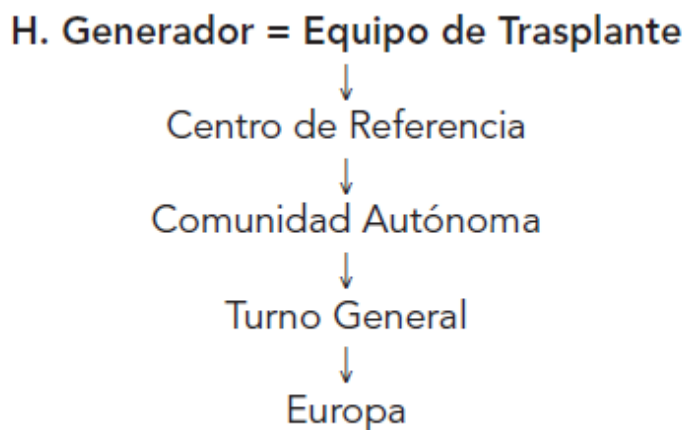 H. Generador = Equipo de Trasplante
↓
Centro de Referencia
↓
Comunidad Autónoma
↓
Turno General
↓
Europa